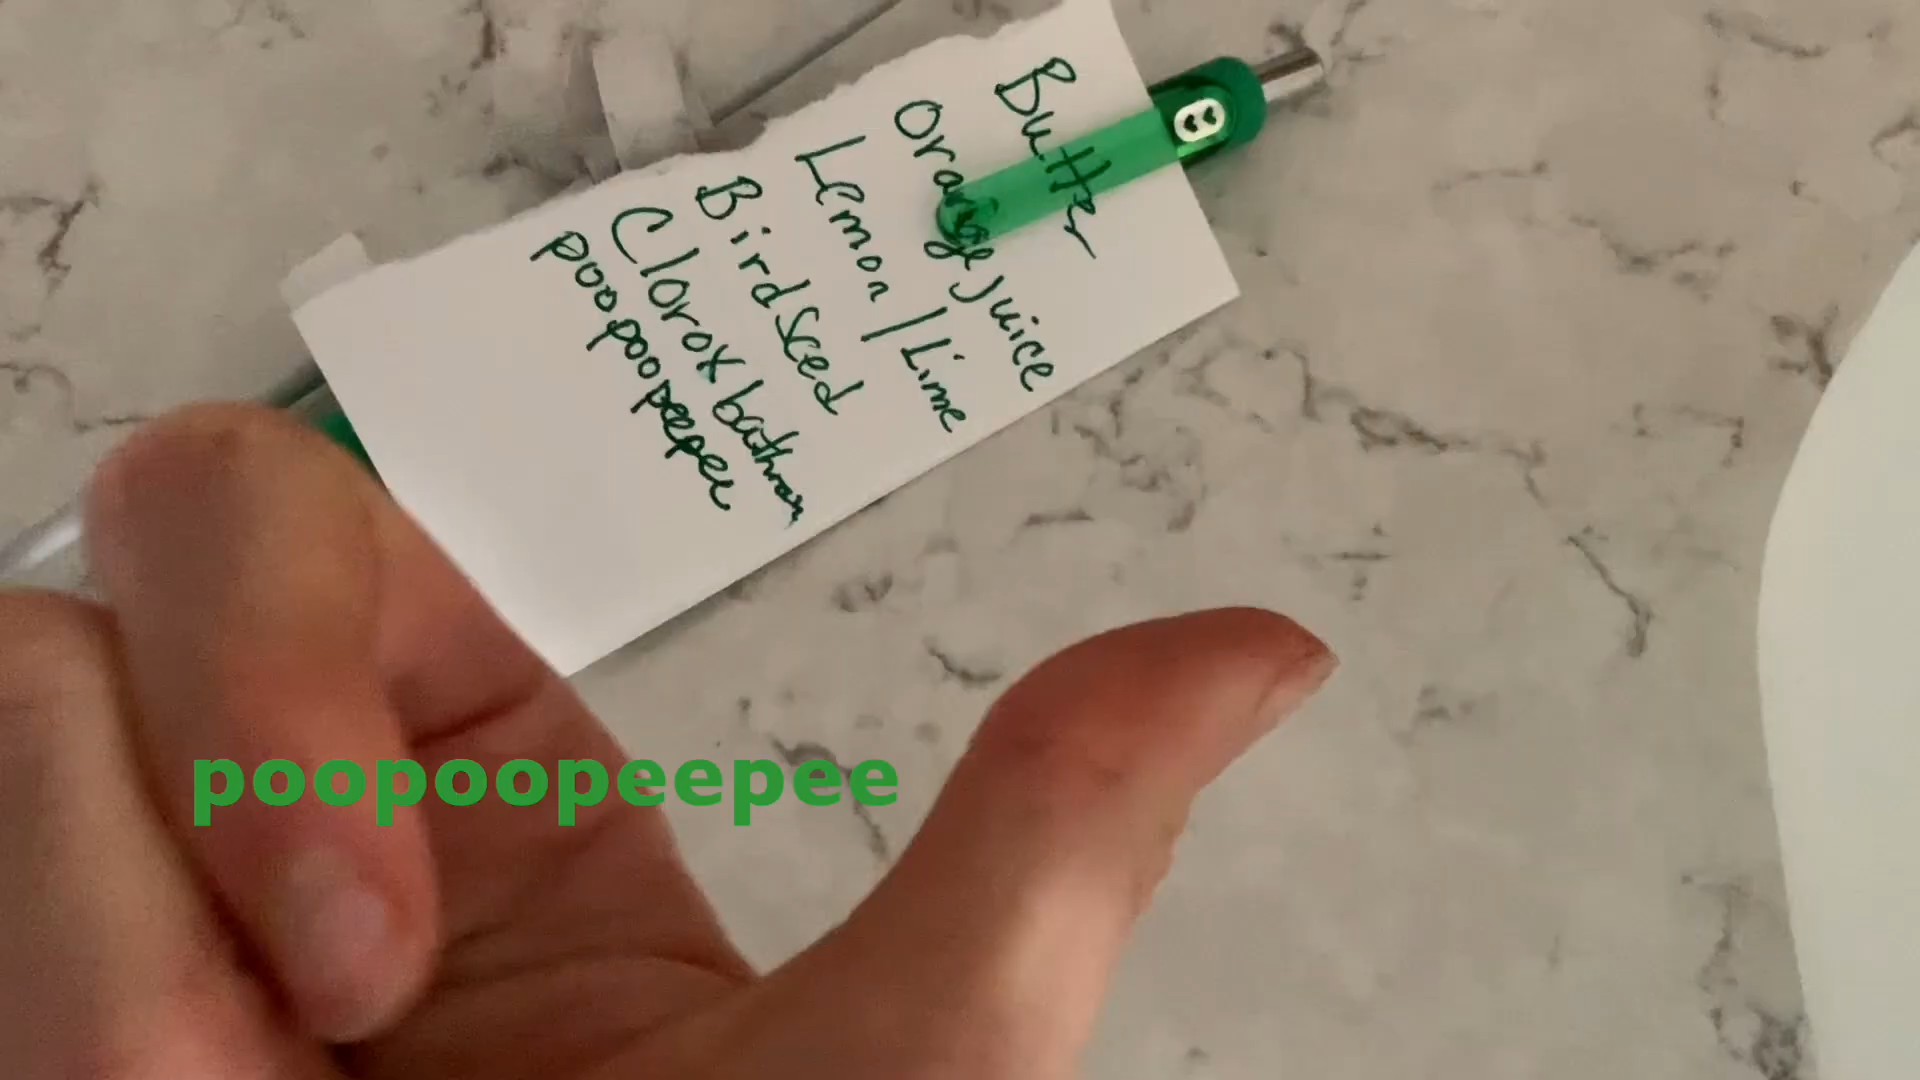 Butter
Orange juice
Lemon / Lime
Birdseed
Clorox bathroom
poopoopeepee
poopoopeepee